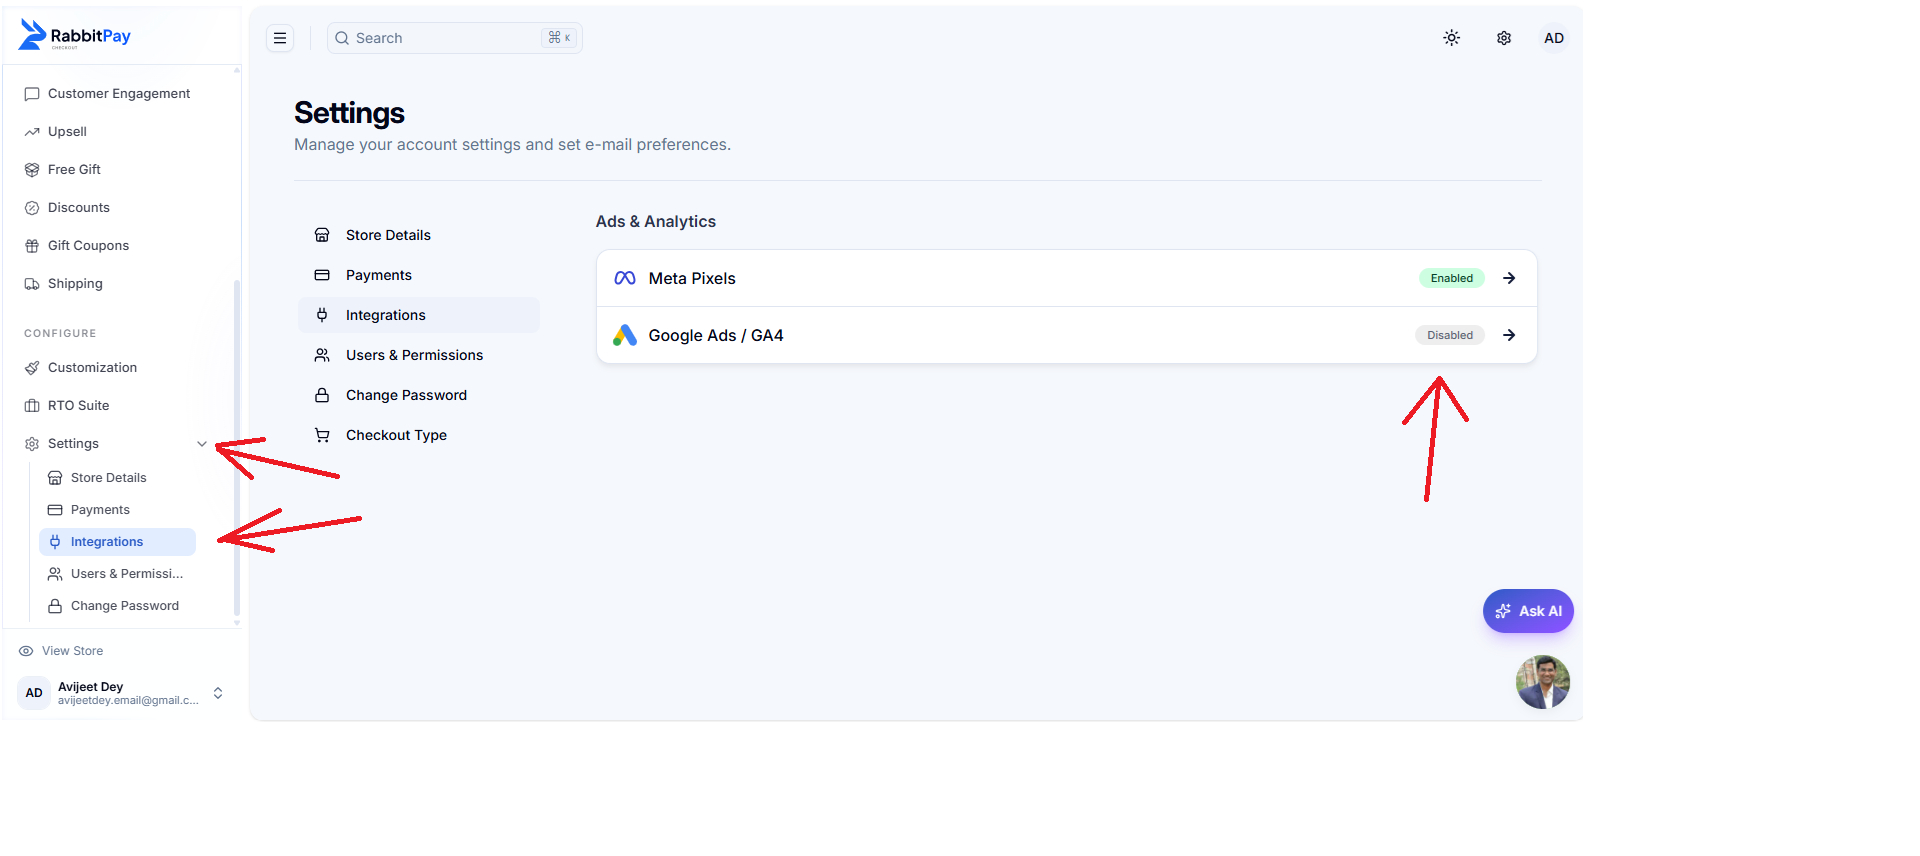 RabbitPay
CHECKOUT
Customer Engagement
Upsell
Free Gift
Discounts
Gift Coupons
Shipping
CONFIGURE
Customization
RTO Suite
Settings
Store Details
Payments
Integrations
Users & Permissi...
Change Password
View Store
AD
Avijeet Dey
avijeetdey.email@gmail.c...
Search
⌘ K
AD
Settings
Manage your account settings and set e-mail preferences.
Store Details
Payments
Integrations
Users & Permissions
Change Password
Checkout Type
Ads & Analytics
Meta Pixels
Enabled
Google Ads / GA4
Disabled
Ask AI